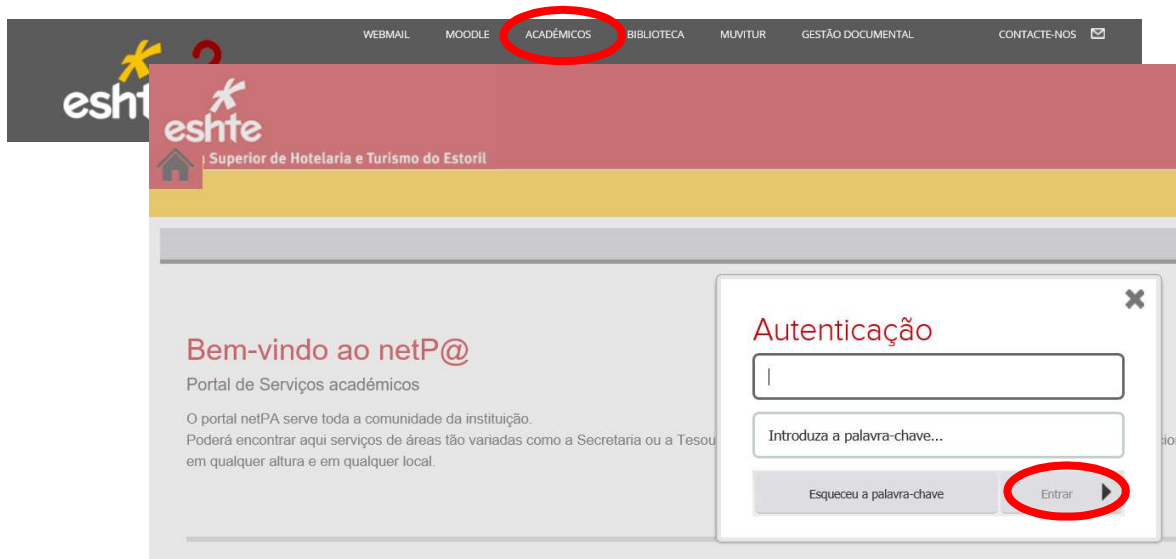 WEBMAIL MOODLE ACADÉMICOS BIBLIOTECA MUVITUR GESTÃO DOCUMENTAL CONTACTE-NOS
esht
eshte
Superior de Hotelaria e Turismo do Estoril
Autenticação
Bem-vindo ao netP@
Portal de Serviços académicos
O portal netPA serve toda a comunidade da instituição.
Poderá encontrar aqui serviços de áreas tão variadas como a Secretaria ou a Tesou
em qualquer altura e em qualquer local.
Introduza a palavra-chave...
Esqueceu a palavra-chave Entrar